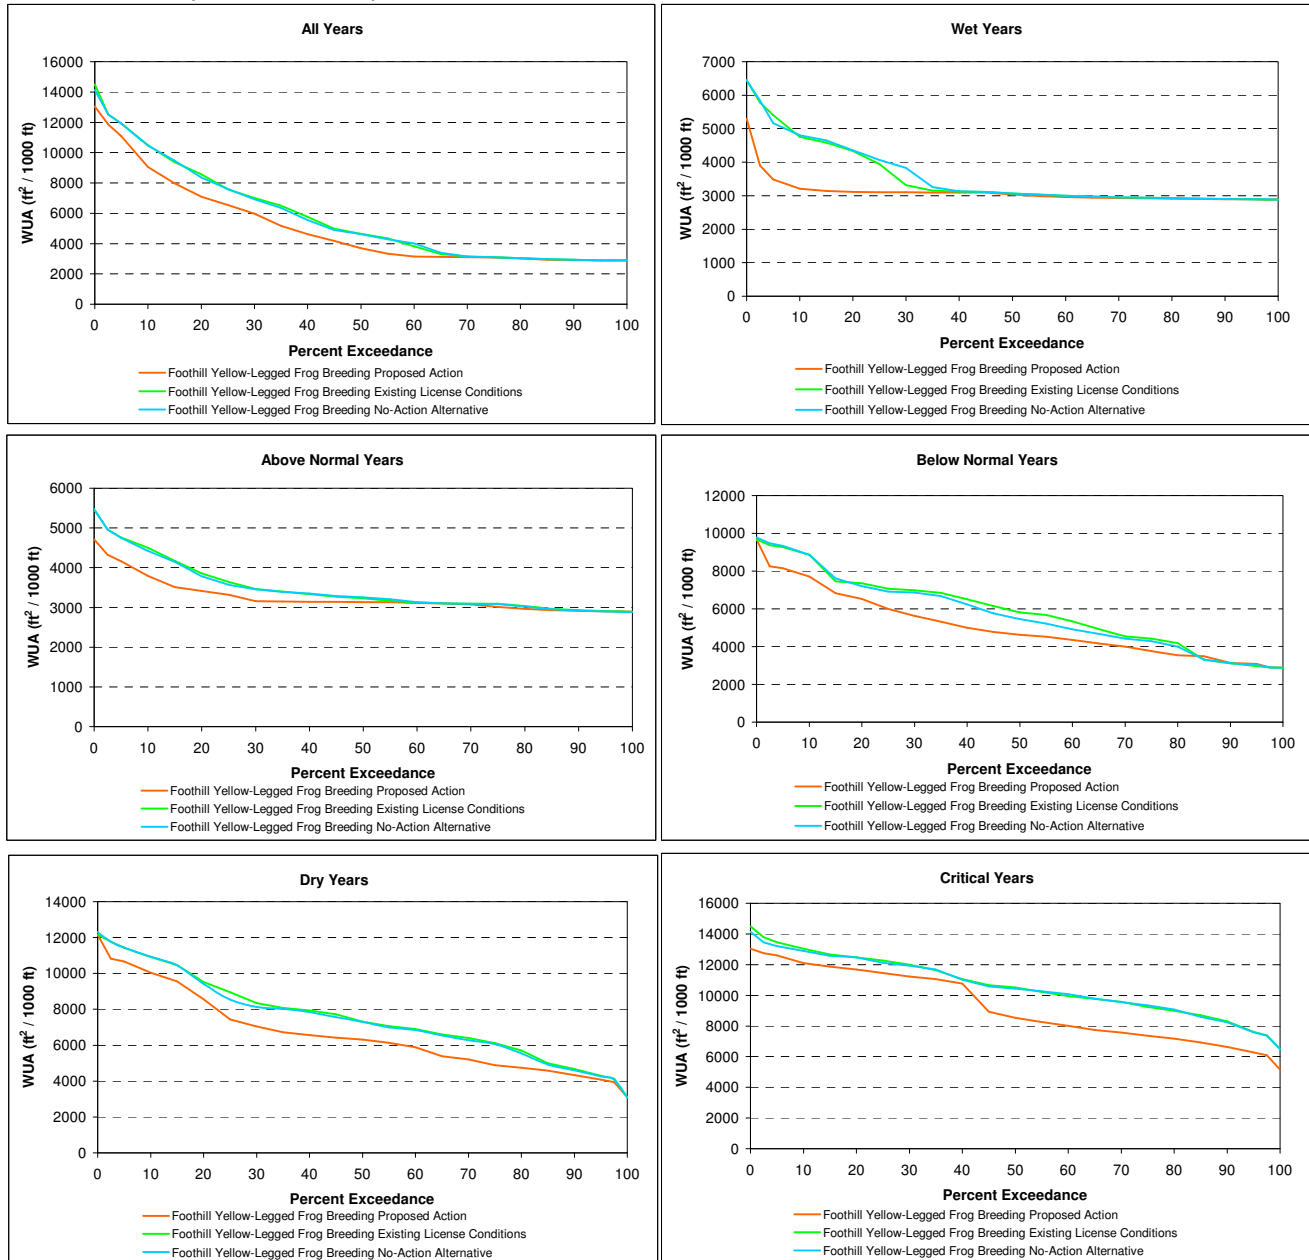 All Years
16000
14000
12000
10000
8000
6000
4000
2000
0
WUA (ft² / 1000 ft)
0 10 20 30 40 50 60 70 80 90 100
Percent Exceedance
Foothill Yellow-Legged Frog Breeding Proposed Action
Foothill Yellow-Legged Frog Breeding Existing License Conditions
Foothill Yellow-Legged Frog Breeding No-Action Alternative
Wet Years
7000
6000
5000
4000
3000
2000
1000
0
WUA (ft² / 1000 ft)
0 10 20 30 40 50 60 70 80 90 100
Percent Exceedance
Foothill Yellow-Legged Frog Breeding Proposed Action
Foothill Yellow-Legged Frog Breeding Existing License Conditions
Foothill Yellow-Legged Frog Breeding No-Action Alternative
Above Normal Years
6000
5000
4000
3000
2000
1000
0
WUA (ft² / 1000 ft)
0 10 20 30 40 50 60 70 80 90 100
Percent Exceedance
Foothill Yellow-Legged Frog Breeding Proposed Action
Foothill Yellow-Legged Frog Breeding Existing License Conditions
Foothill Yellow-Legged Frog Breeding No-Action Alternative
Below Normal Years
12000
10000
8000
6000
4000
2000
0
WUA (ft² / 1000 ft)
0 10 20 30 40 50 60 70 80 90 100
Percent Exceedance
Foothill Yellow-Legged Frog Breeding Proposed Action
Foothill Yellow-Legged Frog Breeding Existing License Conditions
Foothill Yellow-Legged Frog Breeding No-Action Alternative
Dry Years
14000
12000
10000
8000
6000
4000
2000
0
WUA (ft² / 1000 ft)
0 10 20 30 40 50 60 70 80 90 100
Percent Exceedance
Foothill Yellow-Legged Frog Breeding Proposed Action
Foothill Yellow-Legged Frog Breeding Existing License Conditions
Foothill Yellow-Legged Frog Breeding No-Action Alternative
Critical Years
16000
14000
12000
10000
8000
6000
4000
2000
0
WUA (ft² / 1000 ft)
0 10 20 30 40 50 60 70 80 90 100
Percent Exceedance
Foothill Yellow-Legged Frog Breeding Proposed Action
Foothill Yellow-Legged Frog Breeding Existing License Conditions
Foothill Yellow-Legged Frog Breeding No-Action Alternative